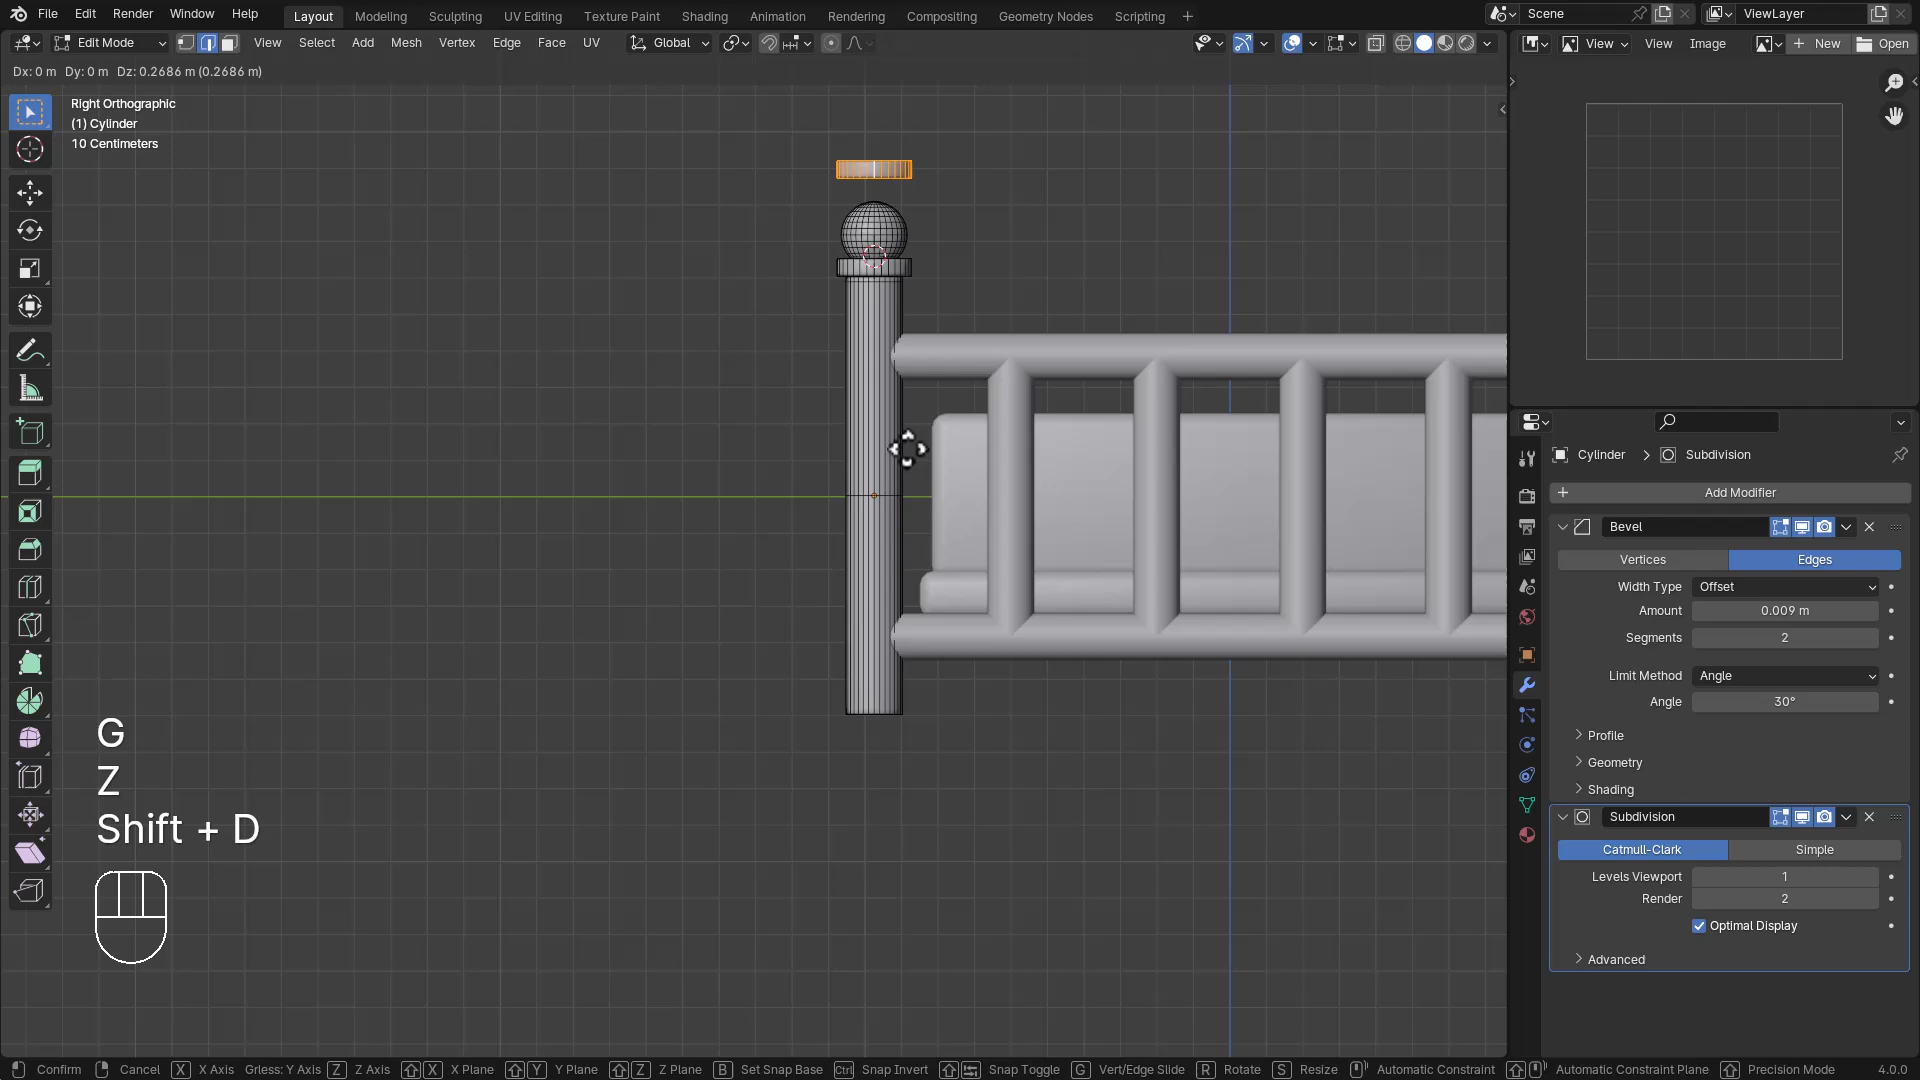 File Edit Render Window Help Layout Modeling Sculpting UV Editing Texture Paint Shading Animation Rendering Compositing Geometry Nodes Scripting + Scene ViewLayer
Edit Mode View Select Add Mesh Vertex Edge Face UV Global View View Image New Open
Dx: 0 m Dy: 0 m Dz: 0.2686 m (0.2686 m)
Right Orthographic
(1) Cylinder
10 Centimeters
Cylinder Subdivision
Add Modifier
Bevel
Vertices Edges
Width Type Offset
Amount 0.009 m
Segments 2
Limit Method Angle
Angle 30°
Profile
Geometry
Shading
Subdivision
Catmull-Clark Simple
Levels Viewport 1
Render 2
Optimal Display
Advanced
G
Z
Shift + D
Confirm Cancel X X Axis Grless: Y Axis Z Z Axis X X Plane Y Y Plane Z Z Plane B Set Snap Base Ctrl Snap Invert Snap Toggle G Vert/Edge Slide R Rotate S Resize Automatic Constraint Automatic Constraint Plane Precision Mode 4.0.0